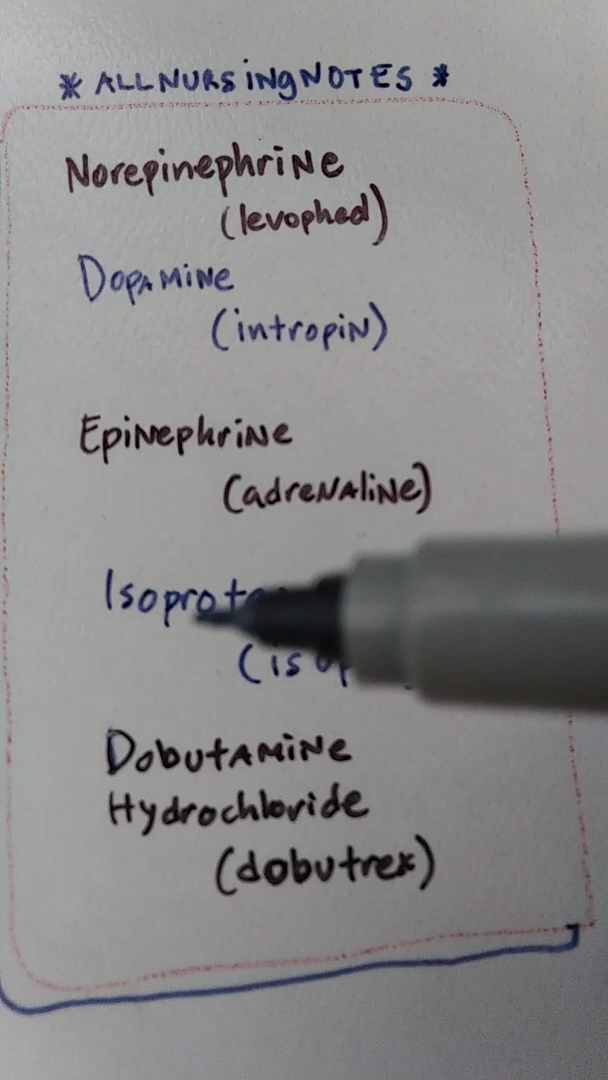 * ALLNURSiNgNOTES *
NorepinephriNe
(levophed)
DopAMiNe
(intropiN)
EpiNephriNe
(adreNAliNe)
DobutAMiNe
Hydrochloride
(dobutrex)